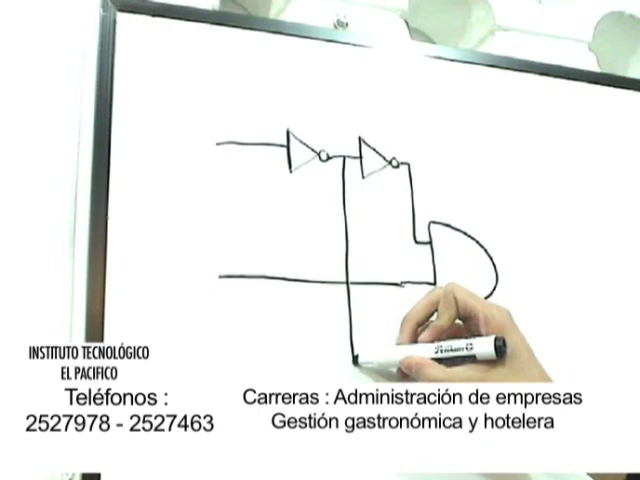 INSTITUTO TECNOLÓGICO
EL PACIFICO
Teléfonos :
2527978 - 2527463
Carreras : Administración de empresas
Gestión gastronómica y hotelera